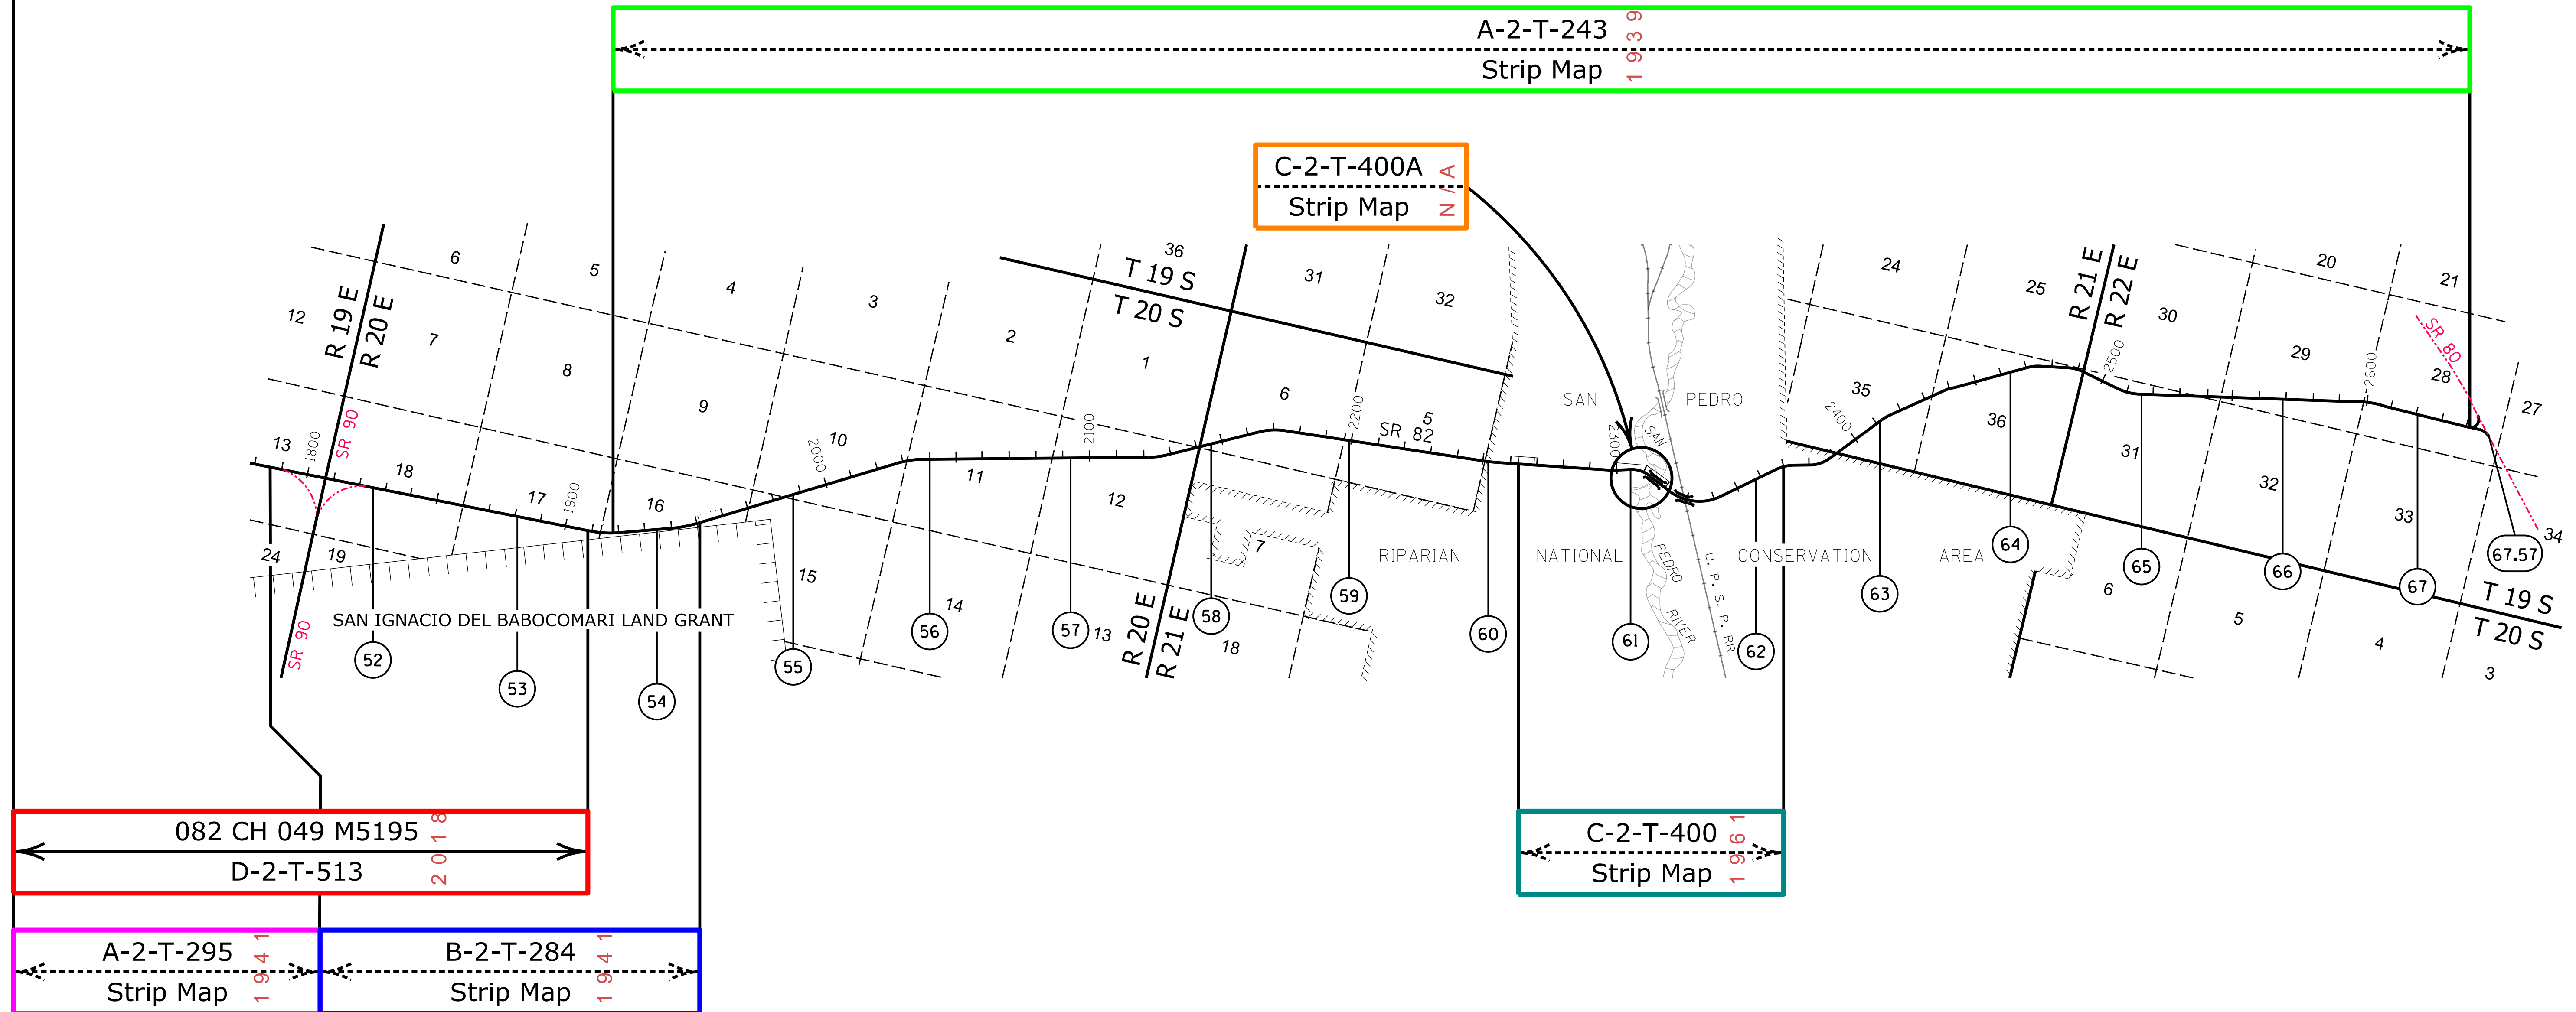 A-2-T-243
Strip Map
1939
C-2-T-400A
Strip Map
N/A
6
5
4
3
2
1
36
T 19 S
T 20 S
31
32
24
25
R 21 E
R 22 E
30
20
21
12
R 19 E
R 20 E
7
8
9
10
6
5
SAN
PEDRO
35
36
29
28
SR 80
27
13
1800
SR 90
18
17
1900
16
2000
11
2100
12
2200
SR 82
2300
SAN
2400
2500
31
32
2600
33
34
24
19
15
14
13
7
18
RIPARIAN
NATIONAL
PEDRO
RIVER
U. P. S. P. RR
CONSERVATION
AREA
6
5
4
3
SAN IGNACIO DEL BABOCOMARI LAND GRANT
SR 90
R 20 E
R 21 E
T 19 S
T 20 S
52
53
54
55
56
57
58
59
60
61
62
63
64
65
66
67
67.57
082 CH 049 M5195
D-2-T-513
2018
C-2-T-400
Strip Map
1961
A-2-T-295
Strip Map
1941
B-2-T-284
Strip Map
1941